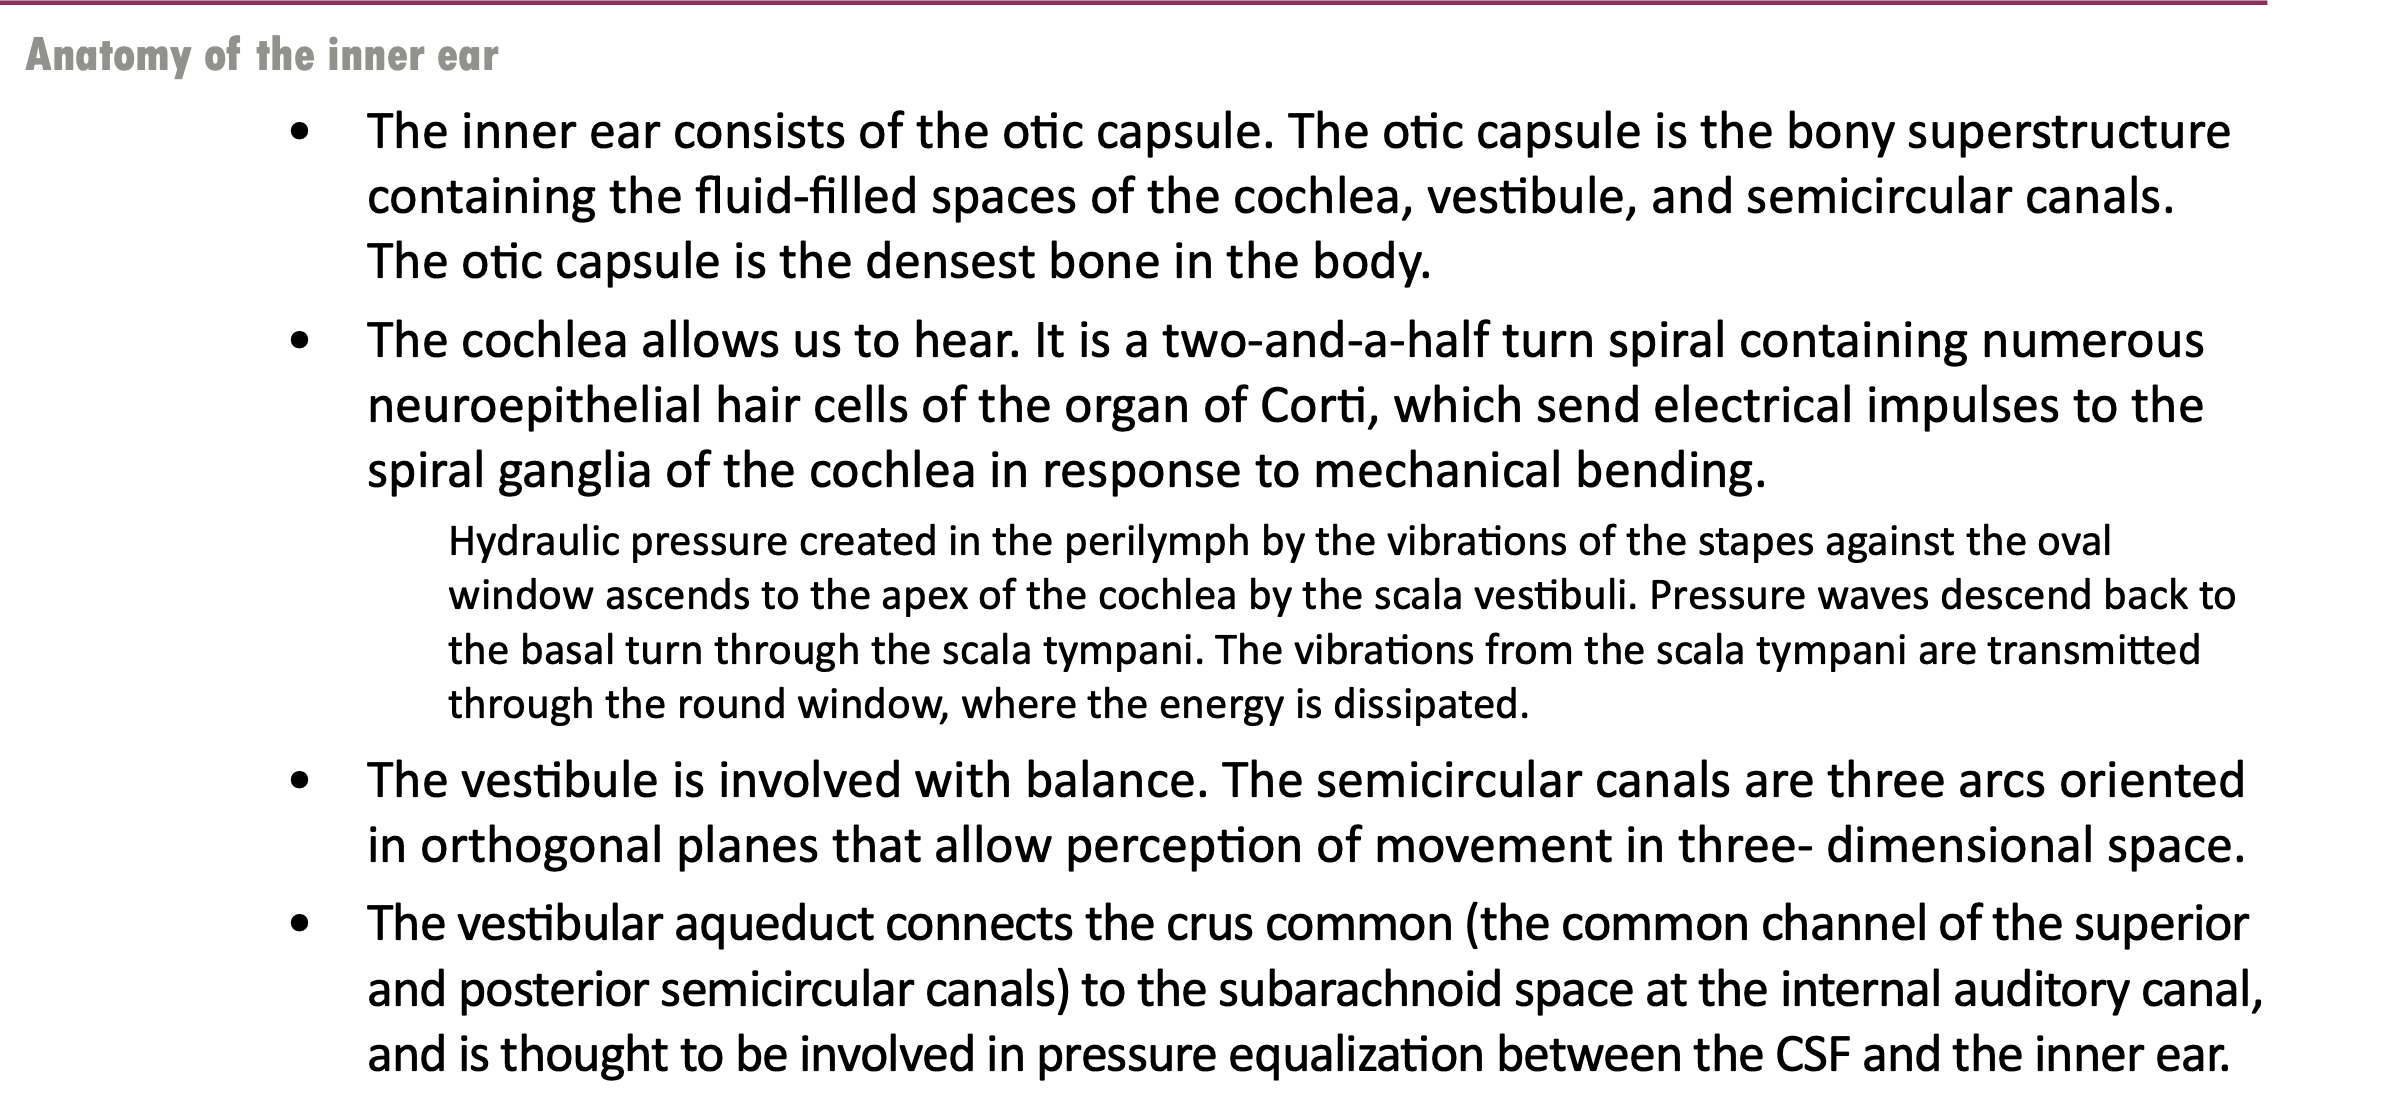 Anatomy of the inner ear
• The inner ear consists of the otic capsule. The otic capsule is the bony superstructure
containing the fluid-filled spaces of the cochlea, vestibule, and semicircular canals.
The otic capsule is the densest bone in the body.
• The cochlea allows us to hear. It is a two-and-a-half turn spiral containing numerous
neuroepithelial hair cells of the organ of Corti, which send electrical impulses to the
spiral ganglia of the cochlea in response to mechanical bending.
Hydraulic pressure created in the perilymph by the vibrations of the stapes against the oval
window ascends to the apex of the cochlea by the scala vestibuli. Pressure waves descend back to
the basal turn through the scala tympani. The vibrations from the scala tympani are transmitted
through the round window, where the energy is dissipated.
• The vestibule is involved with balance. The semicircular canals are three arcs oriented
in orthogonal planes that allow perception of movement in three- dimensional space.
• The vestibular aqueduct connects the crus common (the common channel of the superior
and posterior semicircular canals) to the subarachnoid space at the internal auditory canal,
and is thought to be involved in pressure equalization between the CSF and the inner ear.